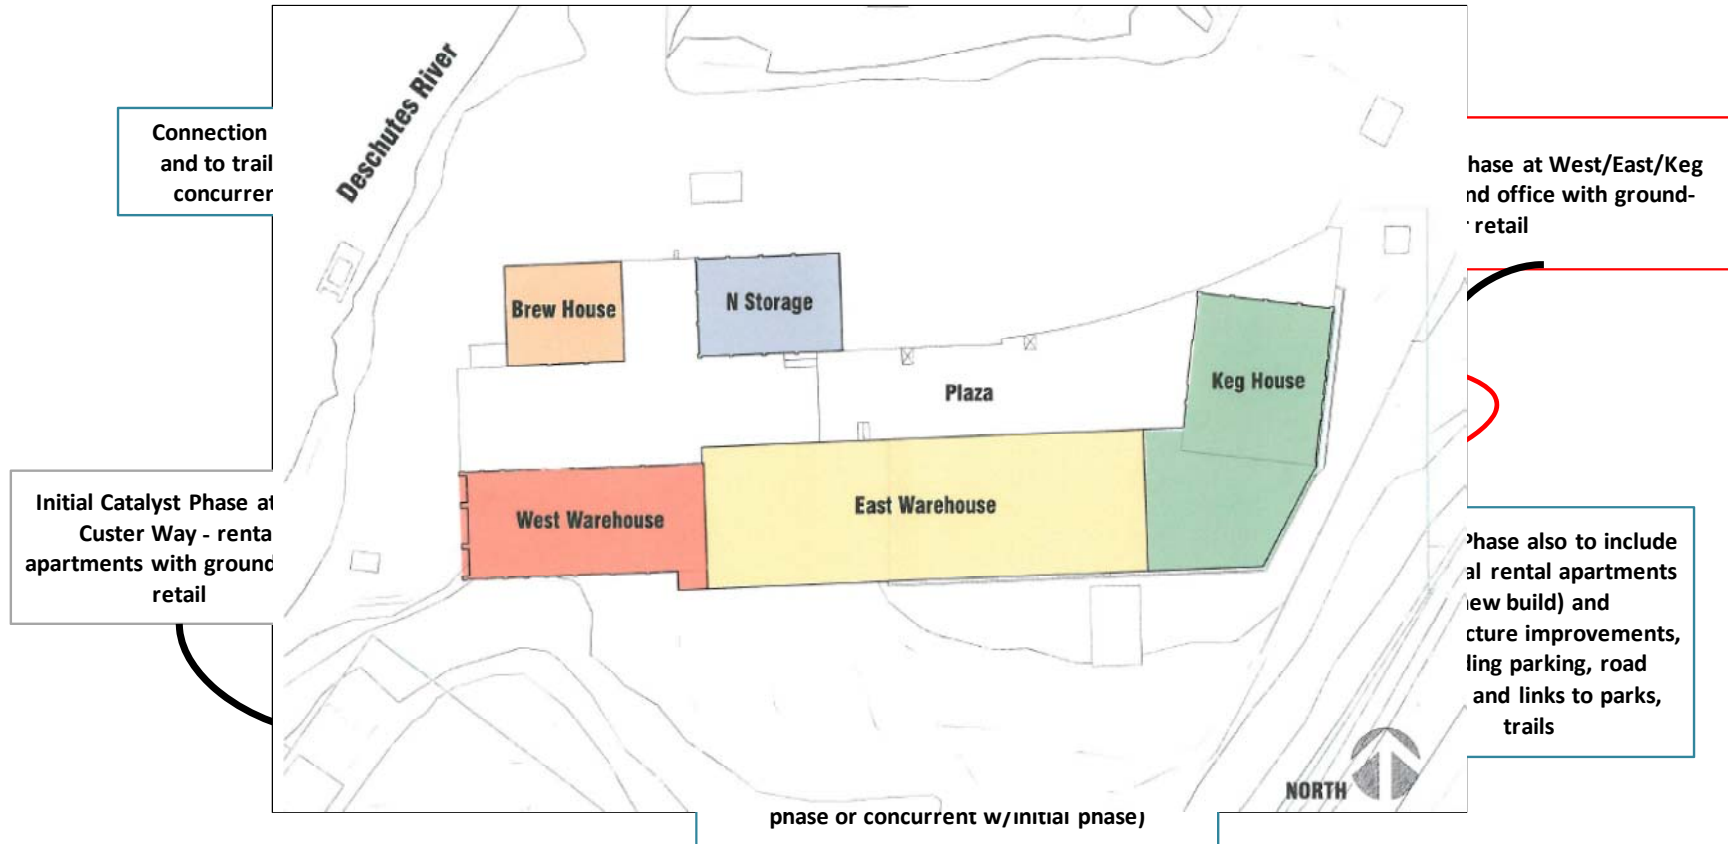 Deschutes River
Connection
and to trail
concurren
hase at West/East/Keg
nd office with ground-
retail
Brew House
N Storage
Plaza
Keg House
Initial Catalyst Phase at
Custer Way - renta
apartments with ground
retail
West Warehouse
East Warehouse
Phase also to include
al rental apartments
new build) and
cture improvements,
ding parking, road
and links to parks,
trails
NORTH
phase or concurrent w/initial phase)